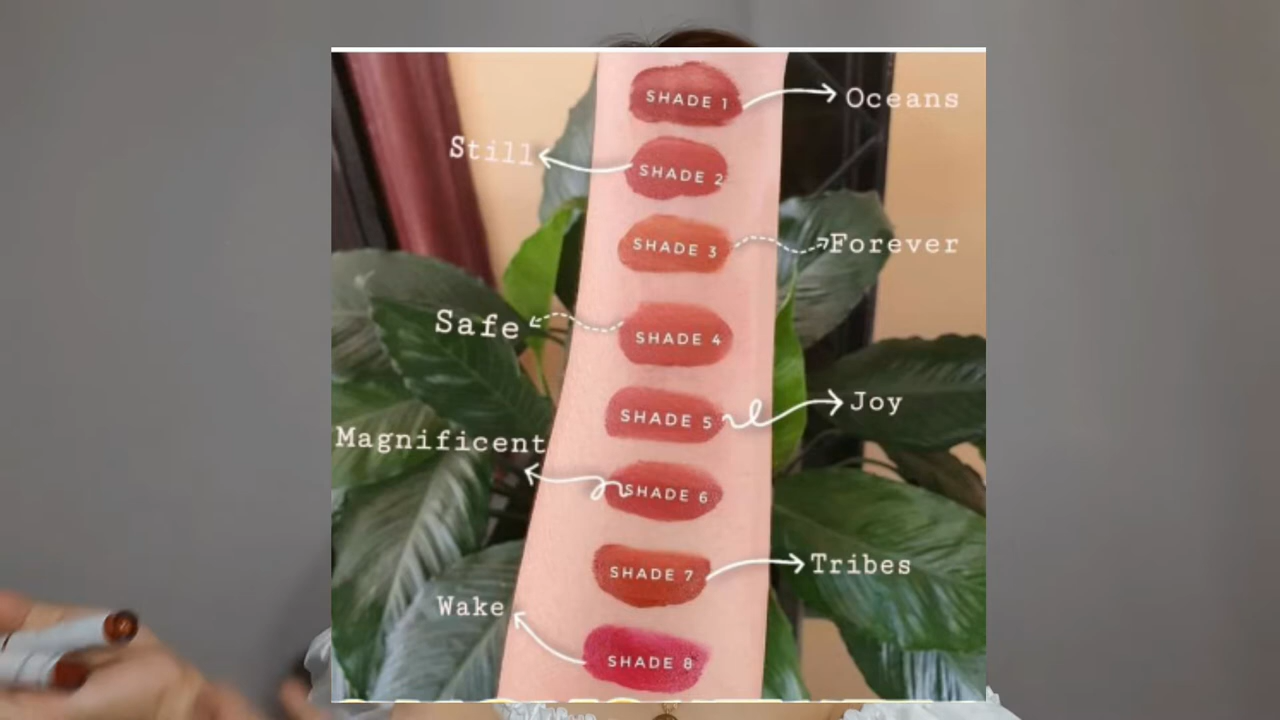 SHADE 1
Oceans
Still
SHADE 2
SHADE 3
Forever
Safe
SHADE 4
SHADE 5
Joy
Magnificent
SHADE 6
SHADE 7
Tribes
Wake
SHADE 8